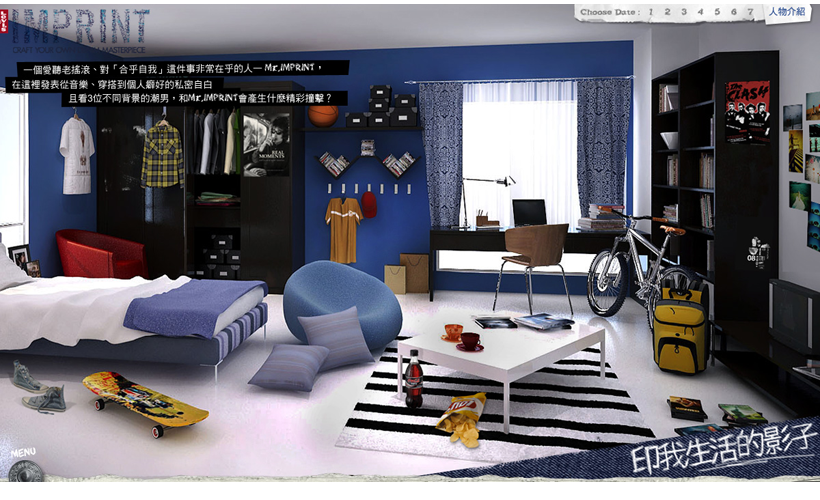 IMPRINT
CRAFT YOUR OWN MASTERPIECE
Choose Date : 1 2 3 4 5 6 7
人物介紹
一個愛聽老搖滾、對「合乎自我」這件事非常在乎的人— Mr.IMPRINT，
在這裡發表從音樂、穿搭到個人癖好的私密自白
且看3位不同背景的潮男，和Mr.IMPRINT會產生什麼精彩撞擊？
THE CLASH
REAL
MOMENTS
08
MENU
印我生活的影子